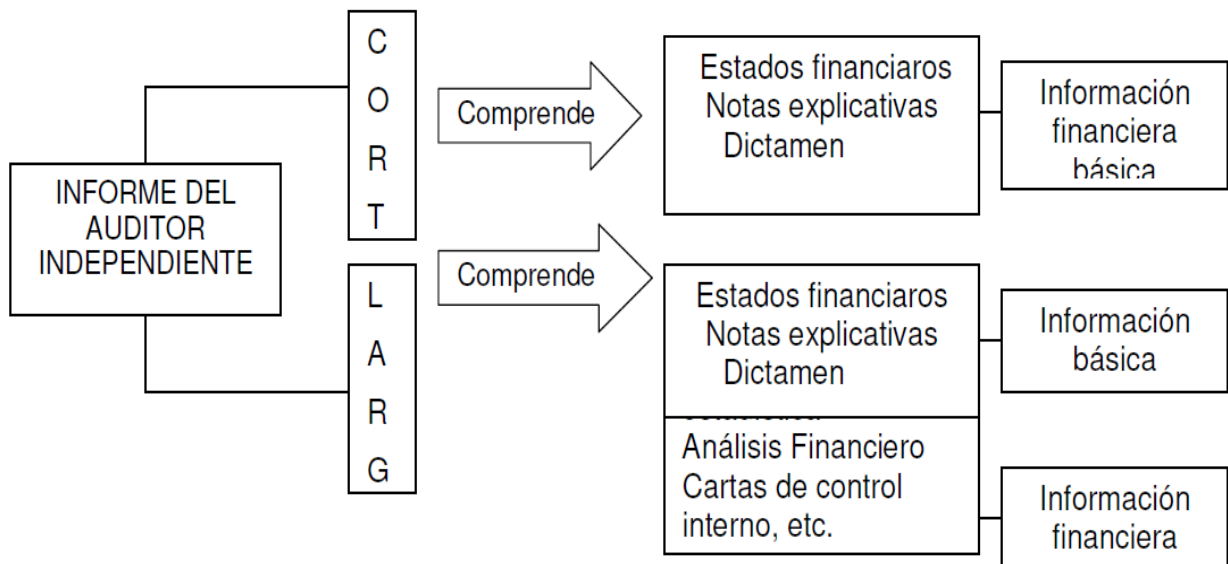 INFORME DEL
AUDITOR
INDEPENDIENTE
C
O
R
T
Comprende
Estados financiaros
Notas explicativas
Dictamen
Información
financiera
básica
L
A
R
G
Comprende
Estados financiaros
Notas explicativas
Dictamen
Información
básica
Análisis Financiero
Cartas de control
interno, etc.
Información
financiera